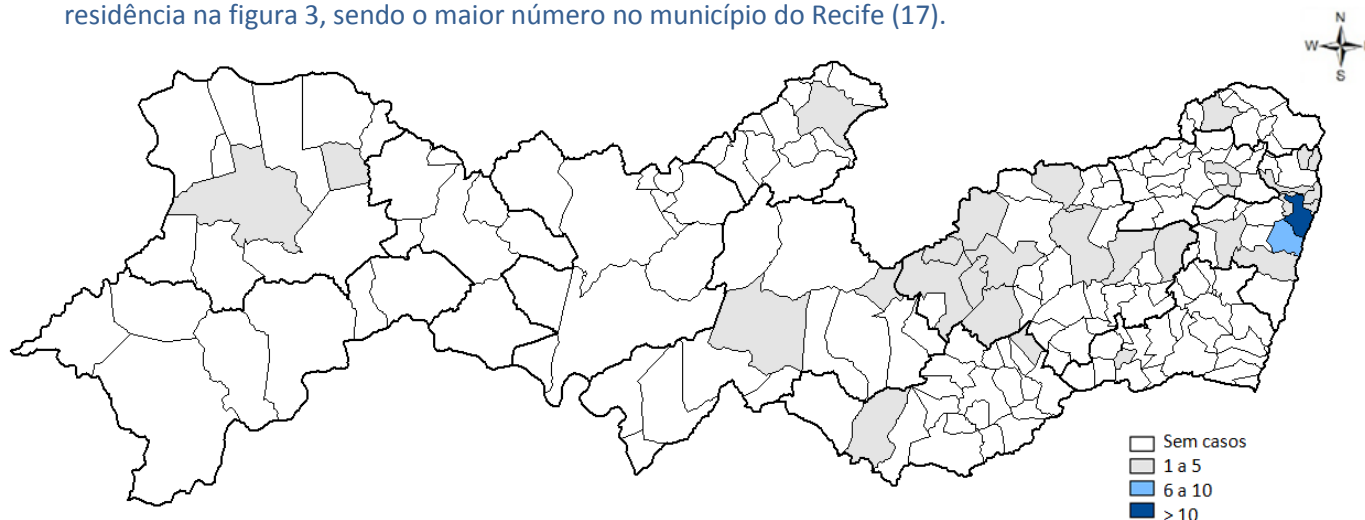 residência na figura 3, sendo o maior número no município do Recife (17).
N
W
S
Sem casos
1 a 5
6 a 10
> 10